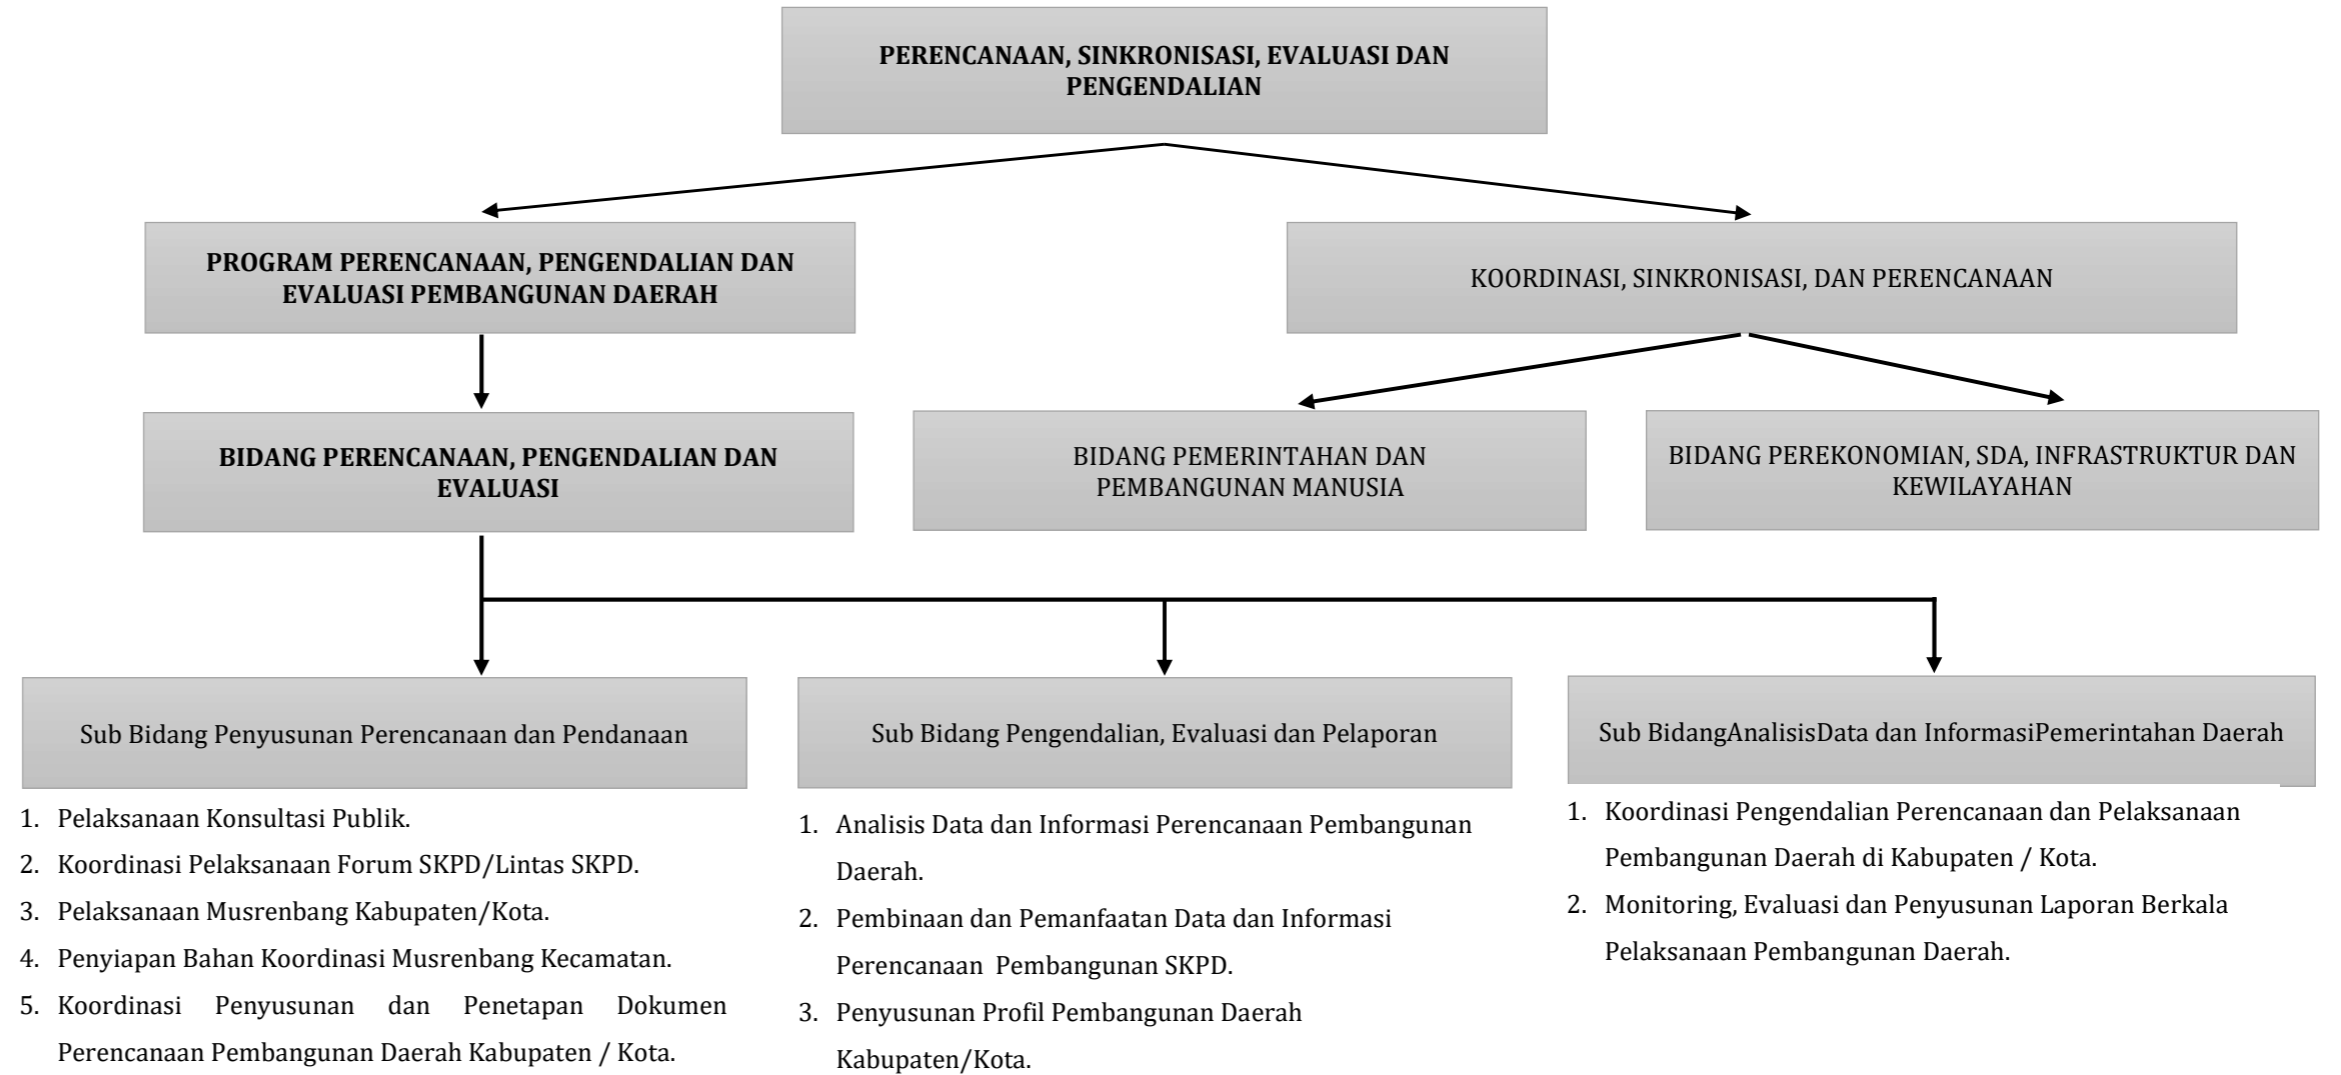 PERENCANAAN, SINKRONISASI, EVALUASI DAN
PENGENDALIAN
PROGRAM PERENCANAAN, PENGENDALIAN DAN
EVALUASI PEMBANGUNAN DAERAH
KOORDINASI, SINKRONISASI, DAN PERENCANAAN
BIDANG PERENCANAAN, PENGENDALIAN DAN
EVALUASI
BIDANG PEMERINTAHAN DAN
PEMBANGUNAN MANUSIA
BIDANG PEREKONOMIAN, SDA, INFRASTRUKTUR DAN
KEWILAYAHAN
Sub Bidang Penyusunan Perencanaan dan Pendanaan
1. Pelaksanaan Konsultasi Publik.
2. Koordinasi Pelaksanaan Forum SKPD/Lintas SKPD.
3. Pelaksanaan Musrenbang Kabupaten/Kota.
4. Penyiapan Bahan Koordinasi Musrenbang Kecamatan.
5. Koordinasi Penyusunan dan Penetapan Dokumen
Perencanaan Pembangunan Daerah Kabupaten / Kota.
Sub Bidang Pengendalian, Evaluasi dan Pelaporan
1. Analisis Data dan Informasi Perencanaan Pembangunan
Daerah.
2. Pembinaan dan Pemanfaatan Data dan Informasi
Perencanaan Pembangunan SKPD.
3. Penyusunan Profil Pembangunan Daerah
Kabupaten/Kota.
Sub BidangAnalisisData dan InformasiPemerintahan Daerah
1. Koordinasi Pengendalian Perencanaan dan Pelaksanaan
Pembangunan Daerah di Kabupaten / Kota.
2. Monitoring, Evaluasi dan Penyusunan Laporan Berkala
Pelaksanaan Pembangunan Daerah.